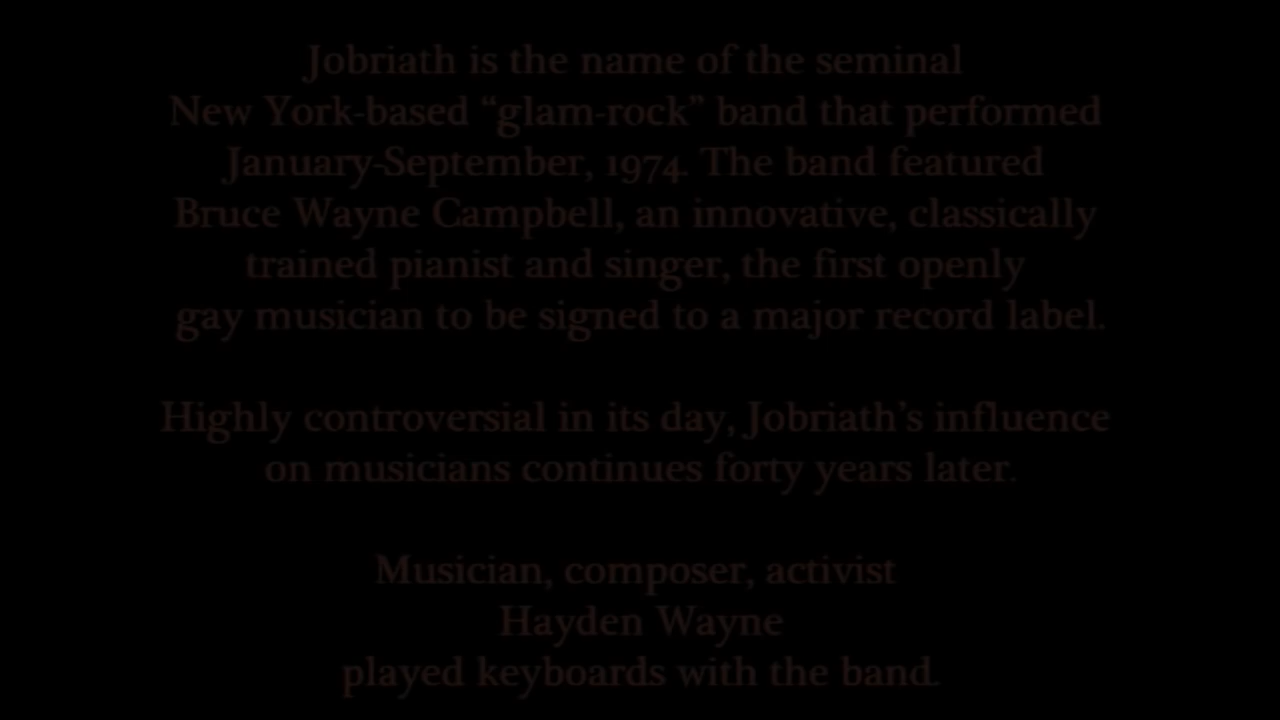 Jobriath is the name of the seminal
New York-based “glam-rock” band that performed
January-September, 1974. The band featured
Bruce Wayne Campbell, an innovative, classically
trained pianist and singer, the first openly
gay musician to be signed to a major record label.
Highly controversial in its day, Jobriath’s influence
on musicians continues forty years later.
Musician, composer, activist
Hayden Wayne
played keyboards with the band.